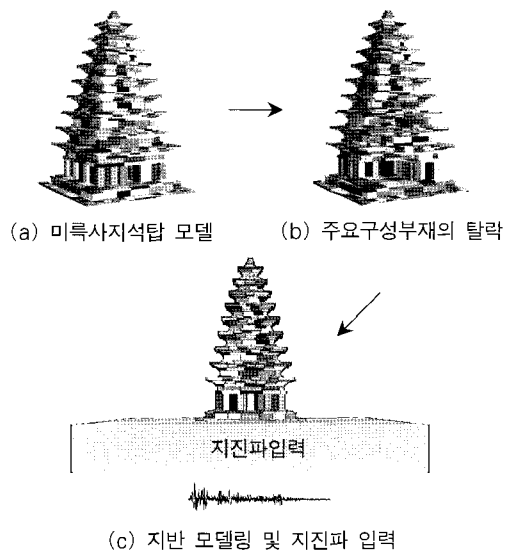 (a) 미륵사지석탑 모델
(b) 주요구성부재의 탈락
지진파입력
(c) 지반 모델링 및 지진파 입력